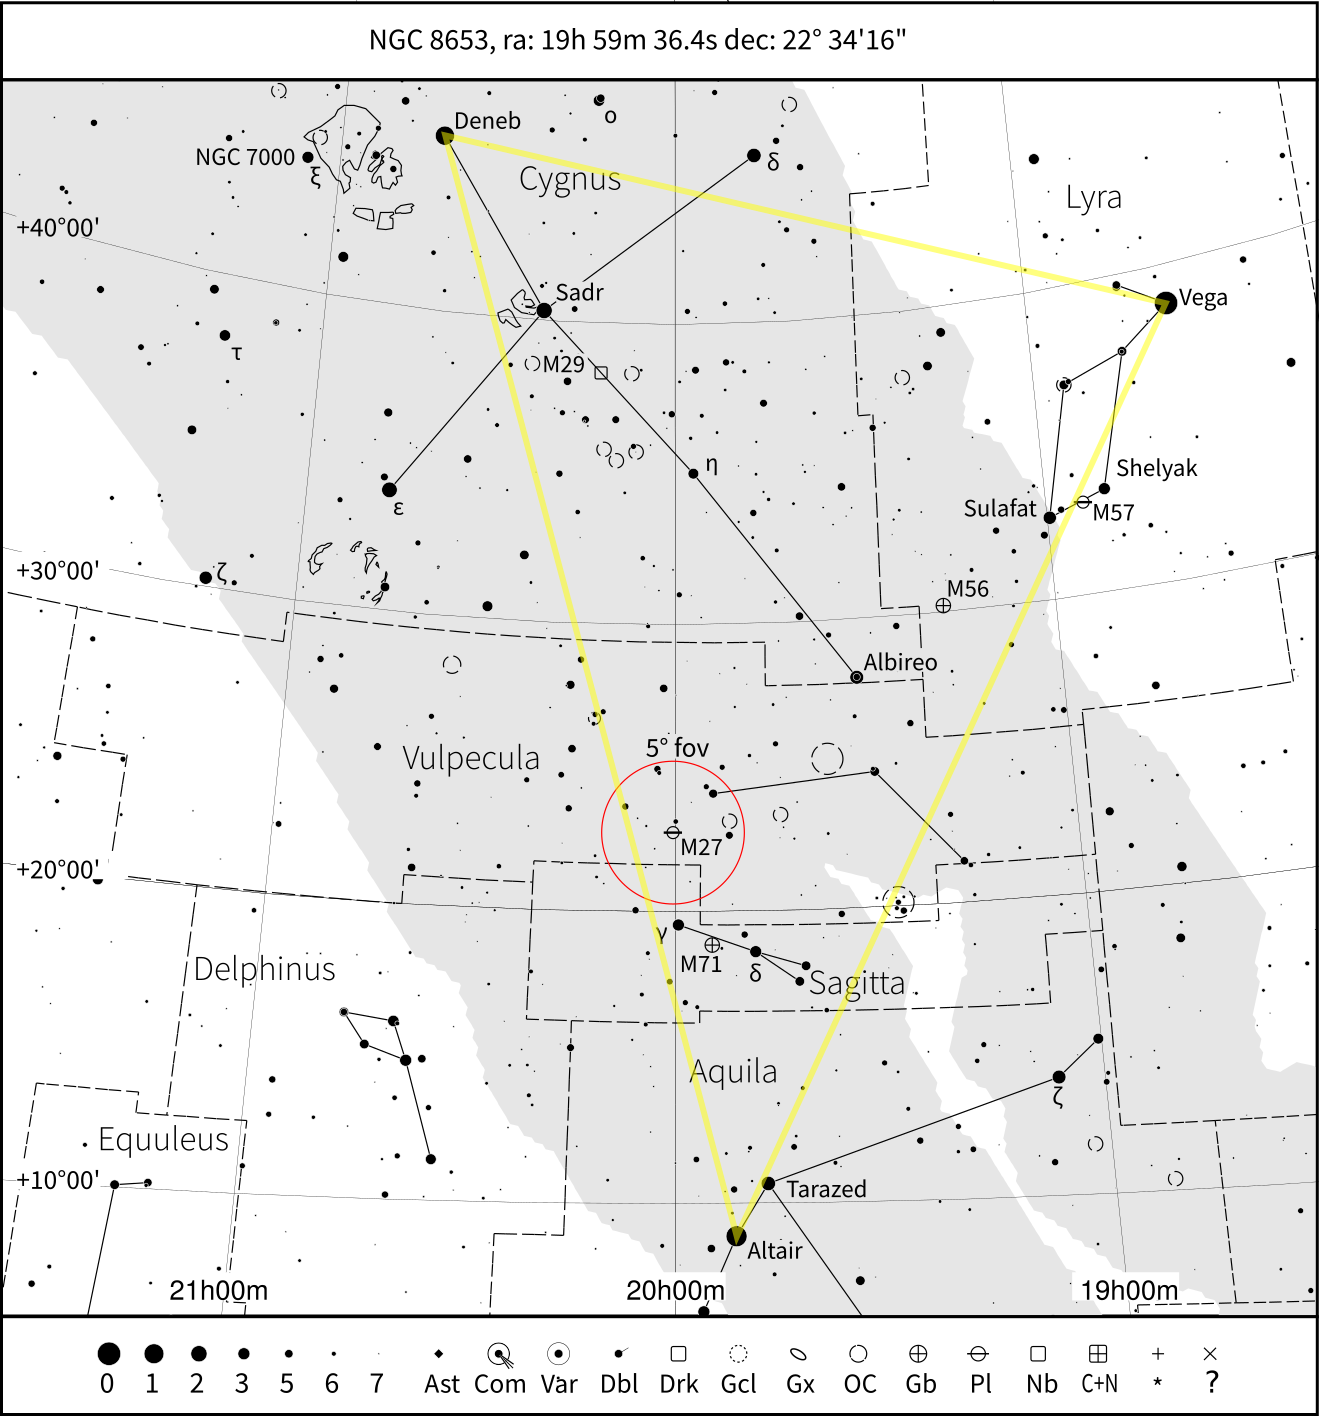 NGC 8653, ra: 19h 59m 36.4s dec: 22° 34'16"
Deneb
ο
NGC 7000
ξ
Cygnus
δ
Lyra
+40°00'
Sadr
Vega
τ
M29
η
Shelyak
ε
Sulafat
M57
+30°00'
ζ
M56
Albireo
5° fov
Vulpecula
M27
+20°00'
γ
M71
δ
Sagitta
Delphinus
Aquila
ζ
Equuleus
+10°00'
Tarazed
Altair
21h00m 20h00m 19h00m
0 1 2 3 5 6 7 Ast Com Var Dbl Drk Gcl Gx OC Gb Pl Nb C+N * ?